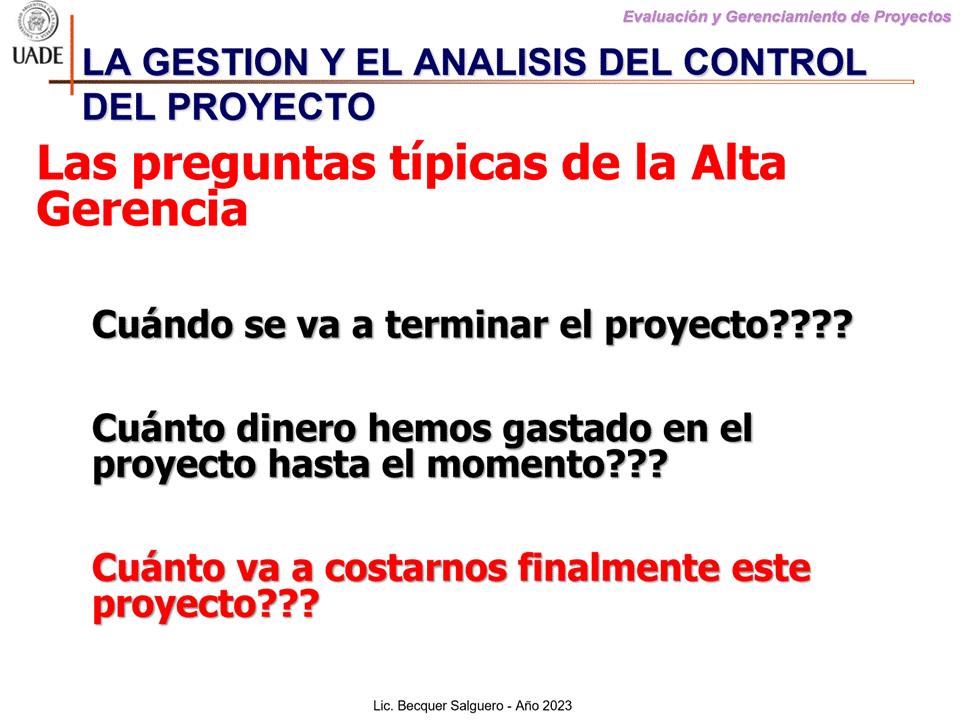 Evaluación y Gerenciamiento de Proyectos
UADE
LA GESTION Y EL ANALISIS DEL CONTROL
DEL PROYECTO
Las preguntas típicas de la Alta
Gerencia
Cuándo se va a terminar el proyecto????
Cuánto dinero hemos gastado en el
proyecto hasta el momento???
Cuánto va a costarnos finalmente este
proyecto???
Lic. Becquer Salguero - Año 2023